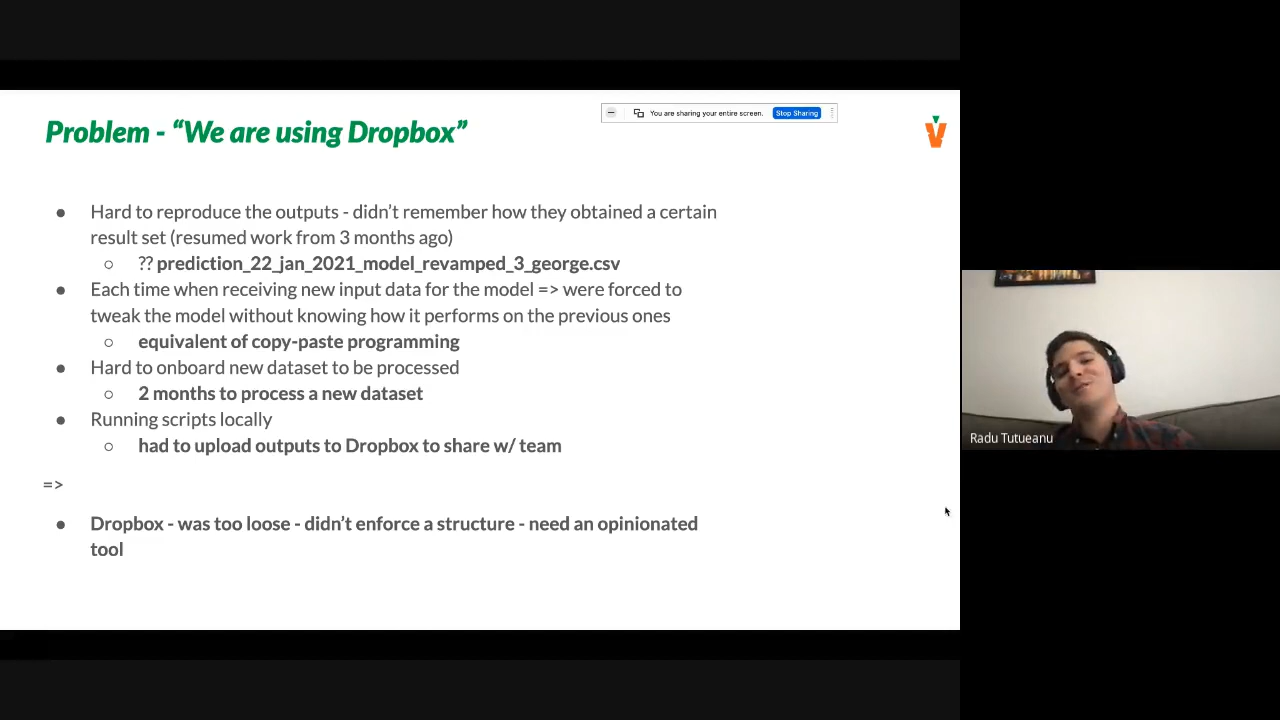 You are sharing your entire screen. Stop Sharing
Problem - “We are using Dropbox”
● Hard to reproduce the outputs - didn’t remember how they obtained a certain
result set (resumed work from 3 months ago)
○ ?? prediction_22_jan_2021_model_revamped_3_george.csv
● Each time when receiving new input data for the model => were forced to
tweak the model without knowing how it performs on the previous ones
○ equivalent of copy-paste programming
● Hard to onboard new dataset to be processed
○ 2 months to process a new dataset
● Running scripts locally
○ had to upload outputs to Dropbox to share w/ team
=>
● Dropbox - was too loose - didn’t enforce a structure - need an opinionated
tool
Radu Tutueanu